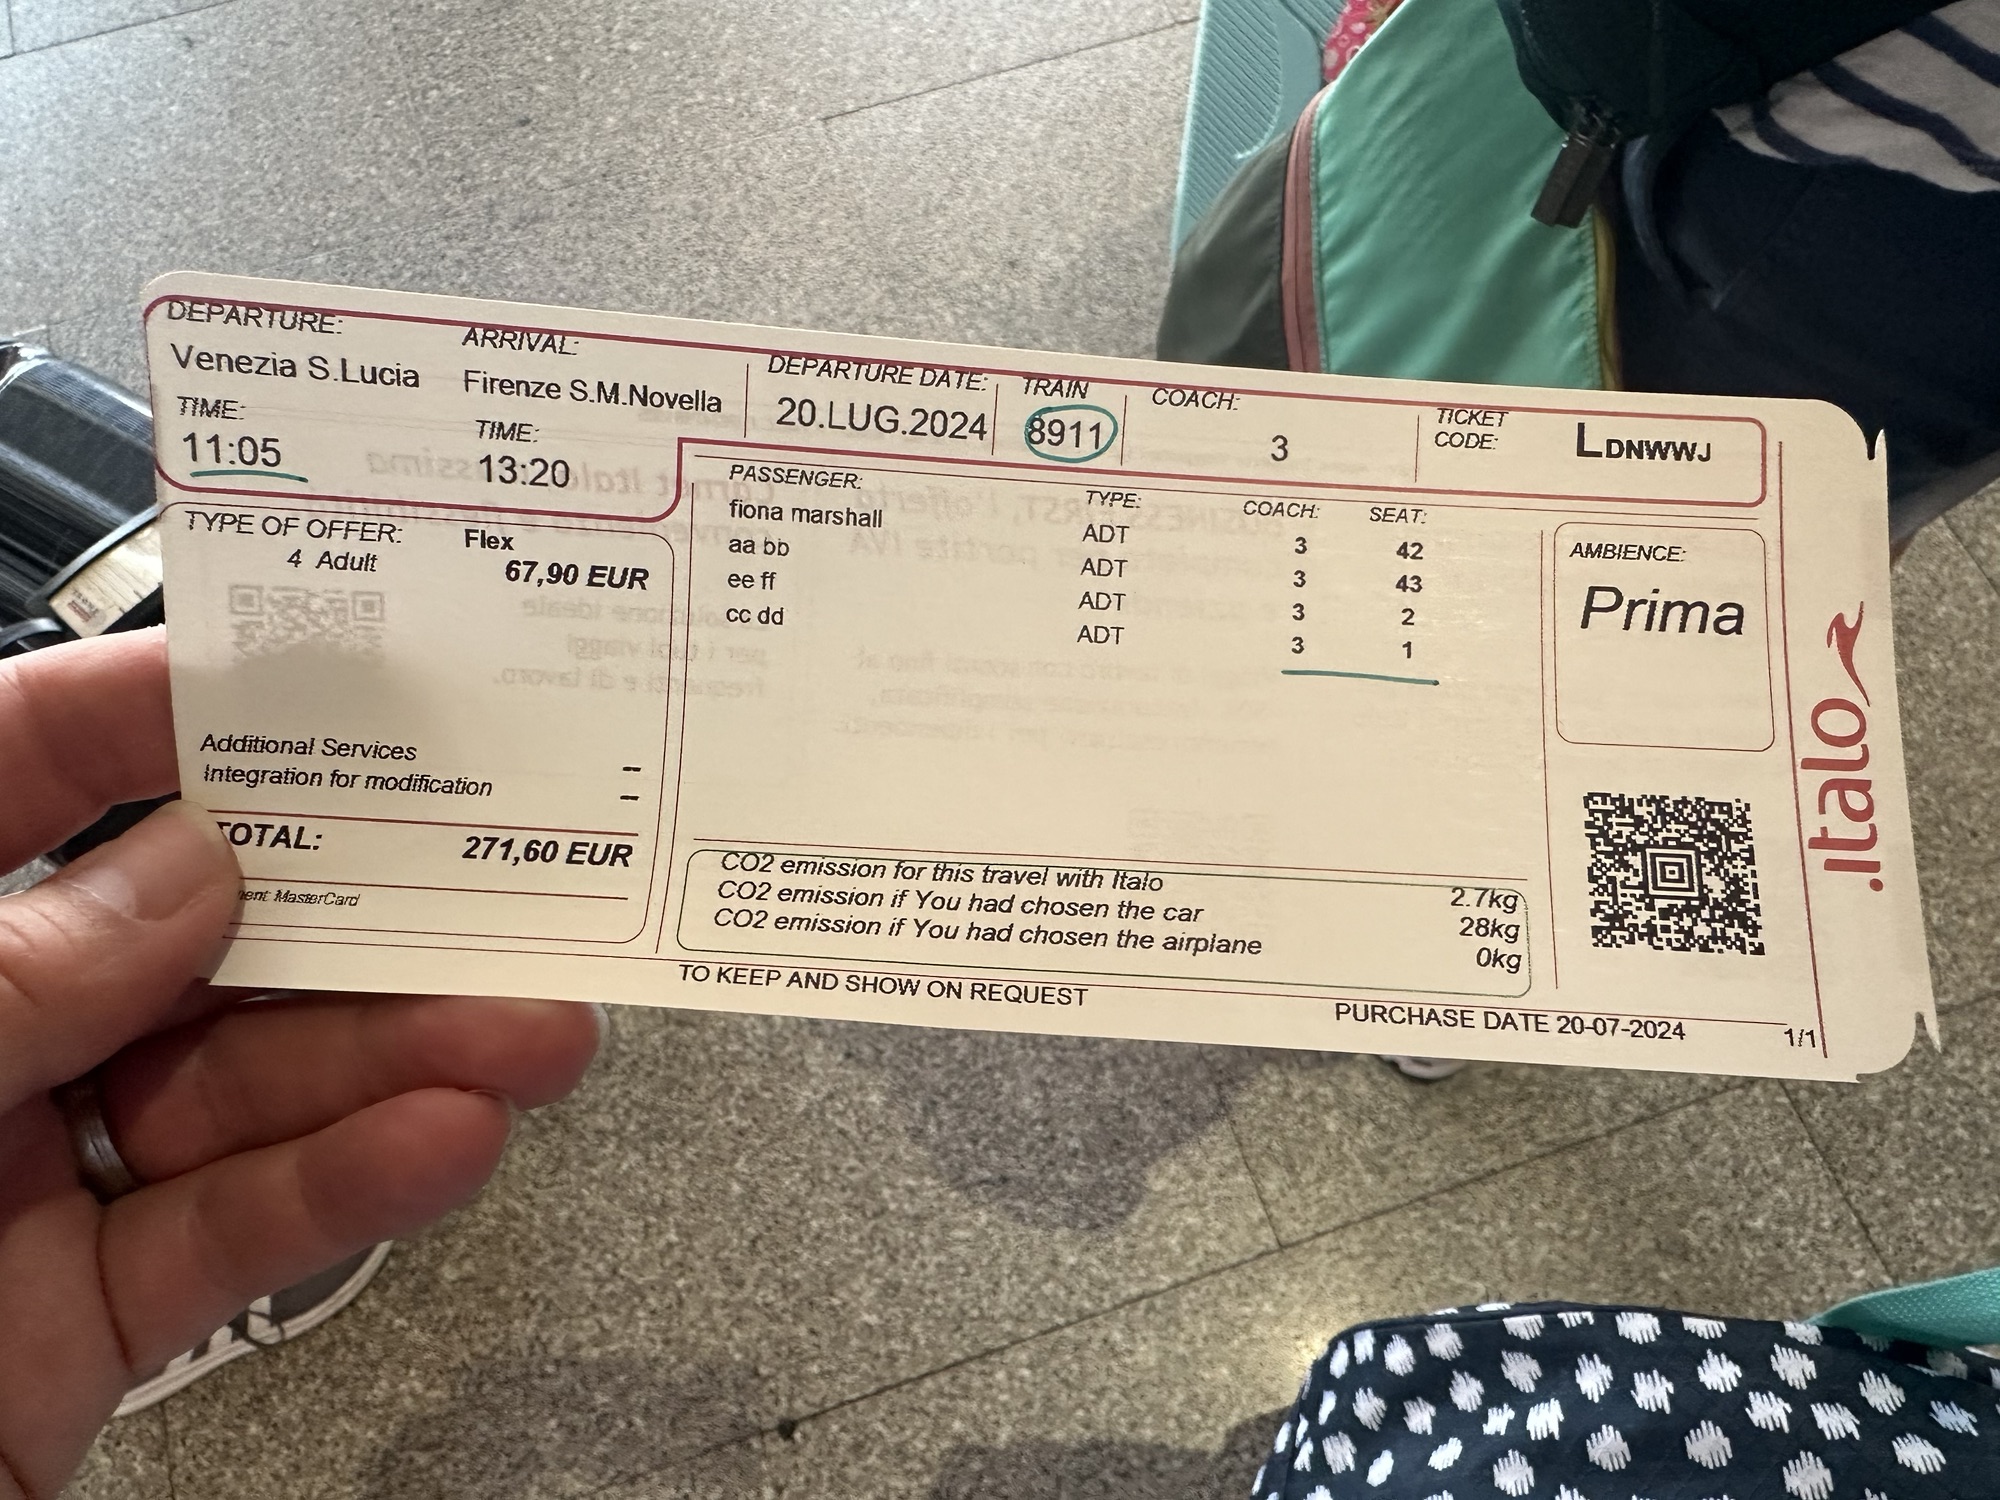 DEPARTURE:
Venezia S.Lucia
TIME:
11:05
ARRIVAL:
Firenze S.M.Novella
TIME:
13:20
DEPARTURE DATE:
20.LUG.2024
TRAIN
8911
COACH:
3
TICKET
CODE:
LDNWWJ
TYPE OF OFFER: Flex
4 Adult 67,90 EUR
Additional Services --
Integration for modification --
TOTAL: 271,60 EUR
MasterCard
PASSENGER: TYPE: COACH: SEAT:
fiona marshall ADT 3 42
aa bb ADT 3 43
ee ff ADT 3 2
cc dd ADT 3 1
AMBIENCE:
Prima
CO2 emission for this travel with Italo 2.7kg
CO2 emission if You had chosen the car 28kg
CO2 emission if You had chosen the airplane 0kg
TO KEEP AND SHOW ON REQUEST
PURCHASE DATE 20-07-2024
1/1
.italo